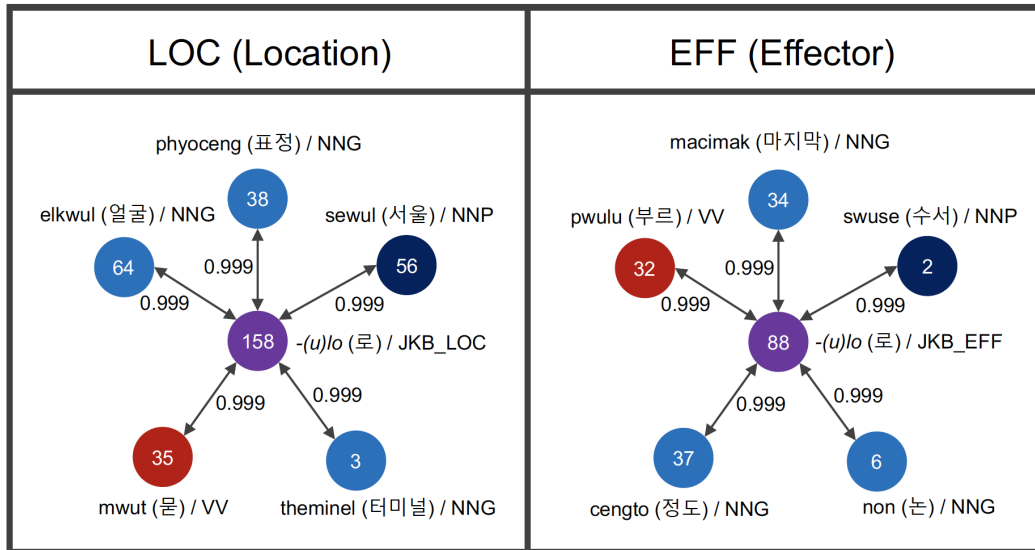 LOC (Location)
EFF (Effector)
phyoceng (표정) / NNG
38
elkwul (얼굴) / NNG
sewul (서울) / NNP
64
56
0.999
0.999
0.999
158
-(u)lo (로) / JKB_LOC
0.999
0.999
35
3
mwut (묻) / VV
theminel (터미널) / NNG
macimak (마지막) / NNG
34
pwulu (부르) / VV
swuse (수서) / NNP
32
2
0.999
0.999
0.999
88
-(u)lo (로) / JKB_EFF
0.999
0.999
37
6
cengto (정도) / NNG
non (논) / NNG